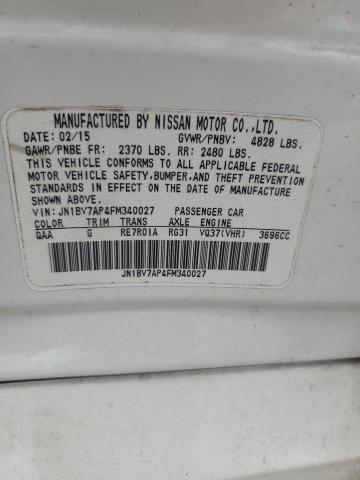 MANUFACTURED BY NISSAN MOTOR CO.,LTD.
DATE: 02/15 GVWR/PNBV: 4828 LBS.
GAWR/PNBE FR: 2370 LBS. RR: 2480 LBS.
THIS VEHICLE CONFORMS TO ALL APPLICABLE FEDERAL
MOTOR VEHICLE SAFETY,BUMPER,AND THEFT PREVENTION
STANDARDS IN EFFECT ON THE DATE OF MANUFACTURE
SHOWN ABOVE.
VIN: JN1BV7AP4FM340027 PASSENGER CAR
COLOR TRIM TRANS AXLE ENGINE
QAA G RE7R01A RG31 VQ37(VHR) 3696CC
JN1BV7AP4FM340027